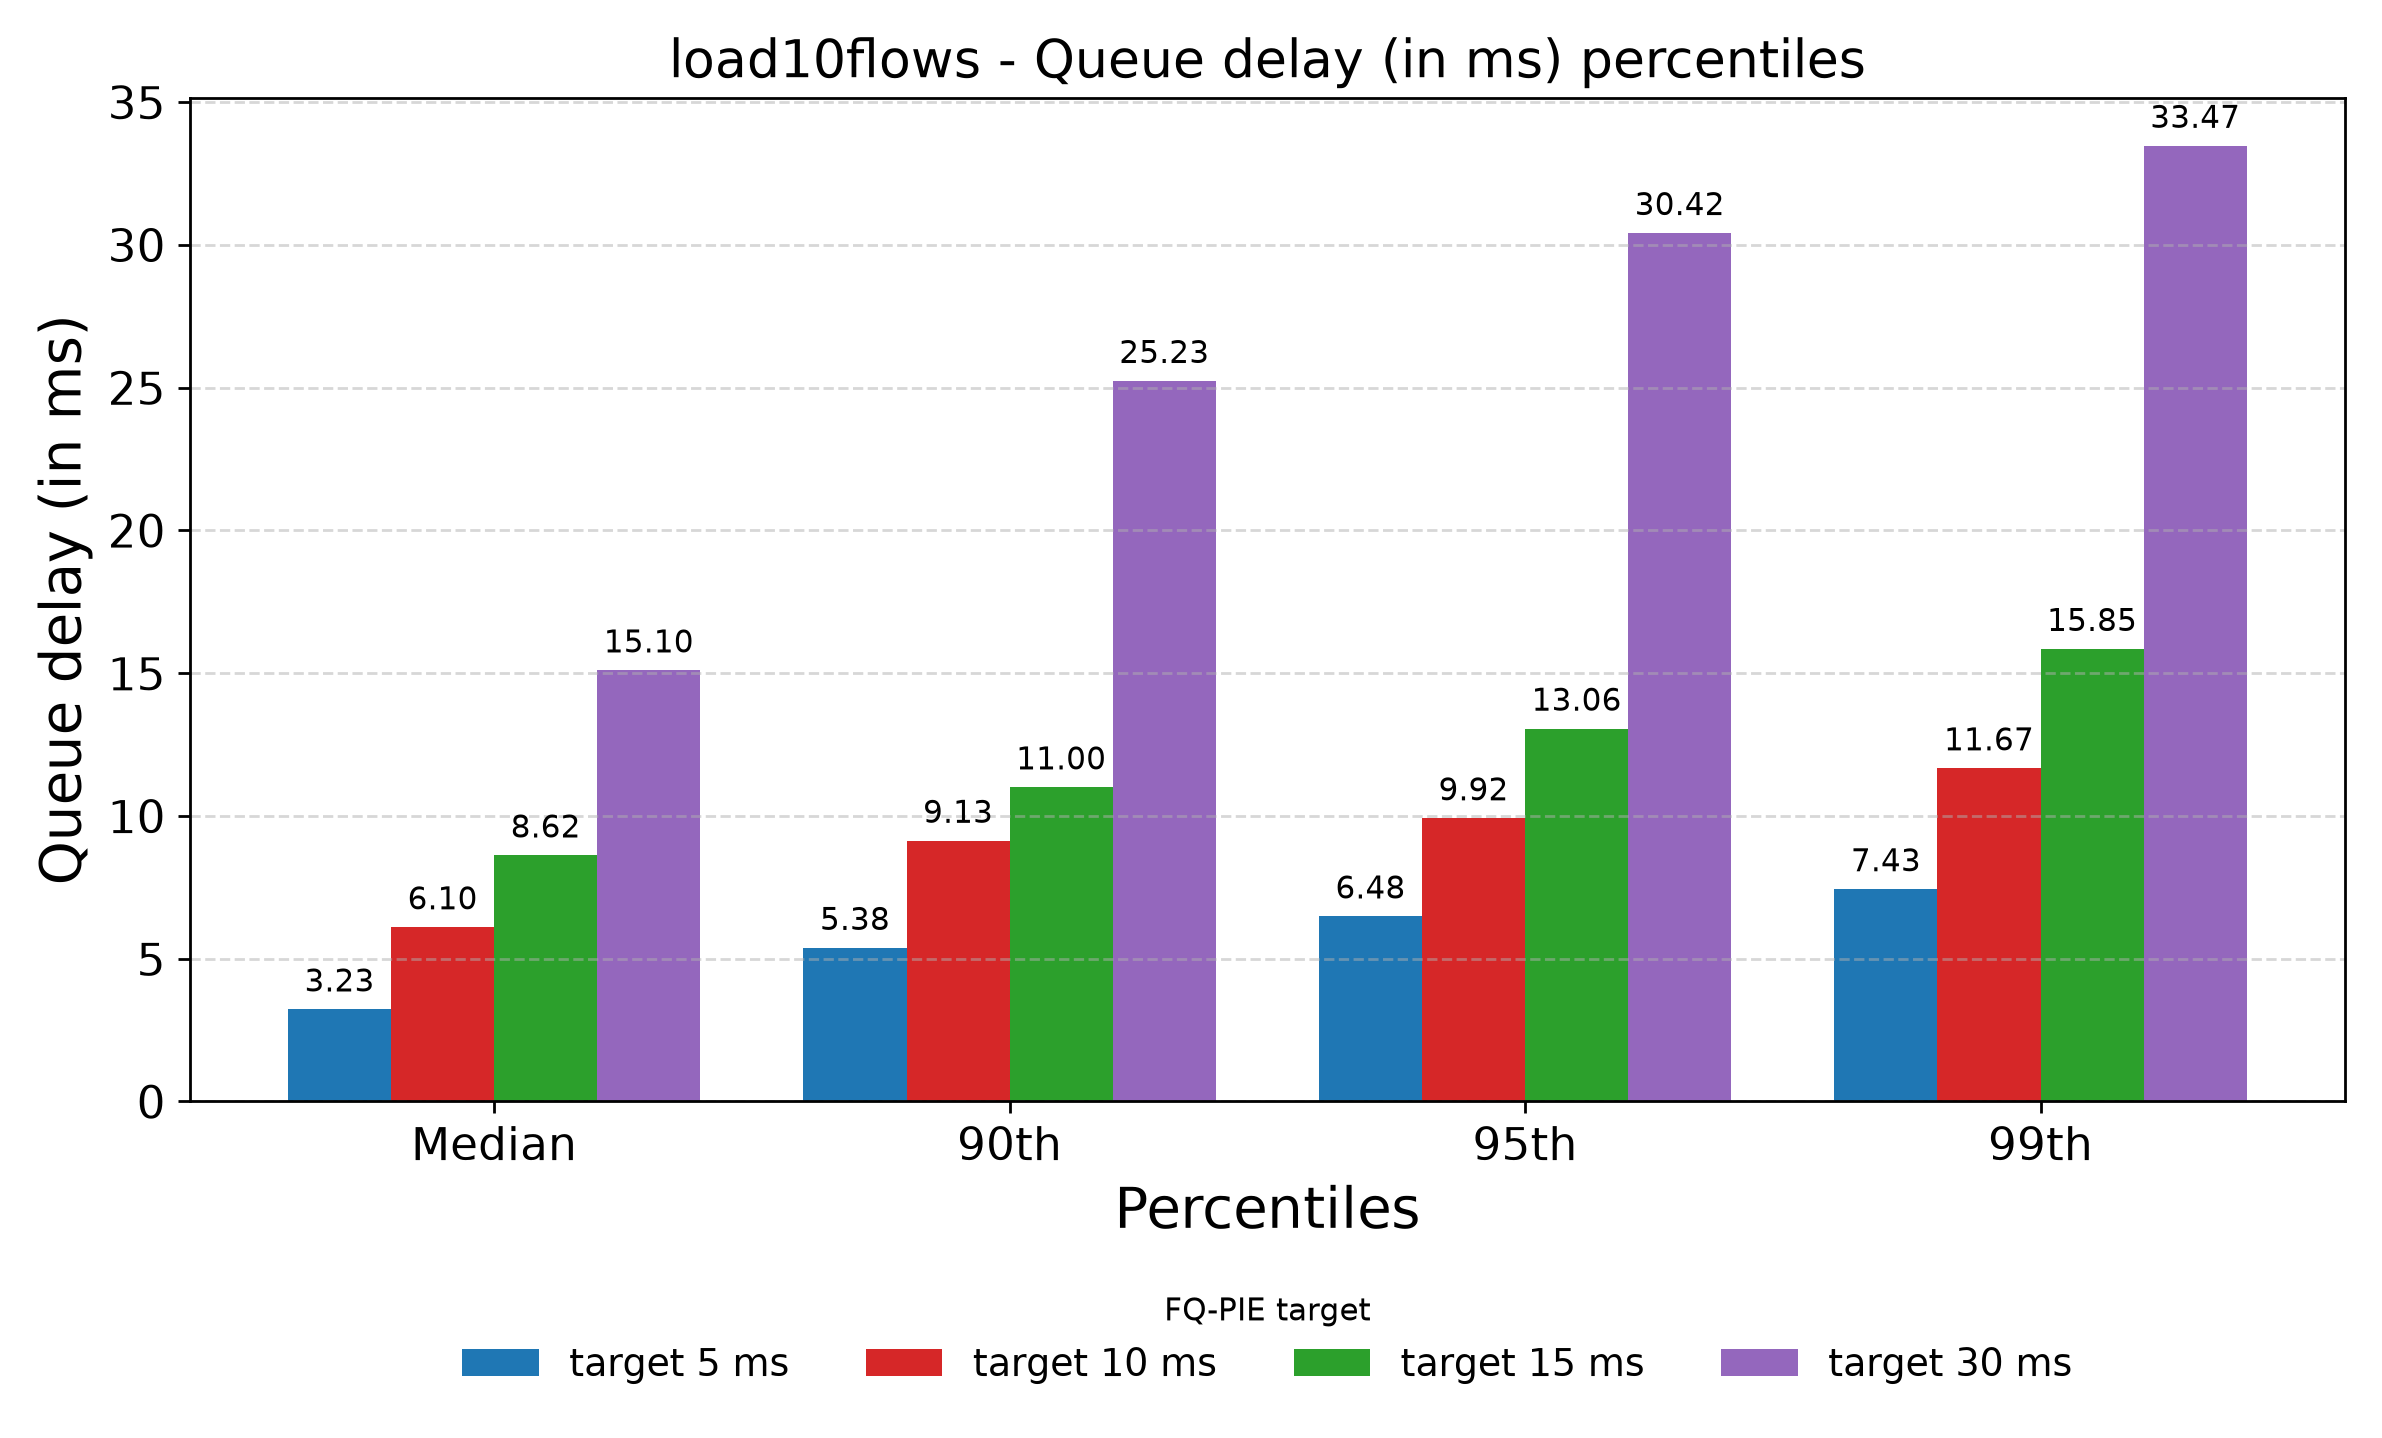 load10flows - Queue delay (in ms) percentiles
Queue delay (in ms)
35
30
25
20
15
10
5
0
3.23
6.10
8.62
15.10
5.38
9.13
11.00
25.23
6.48
9.92
13.06
30.42
7.43
11.67
15.85
33.47
Median
90th
95th
99th
Percentiles
FQ-PIE target
target 5 ms
target 10 ms
target 15 ms
target 30 ms